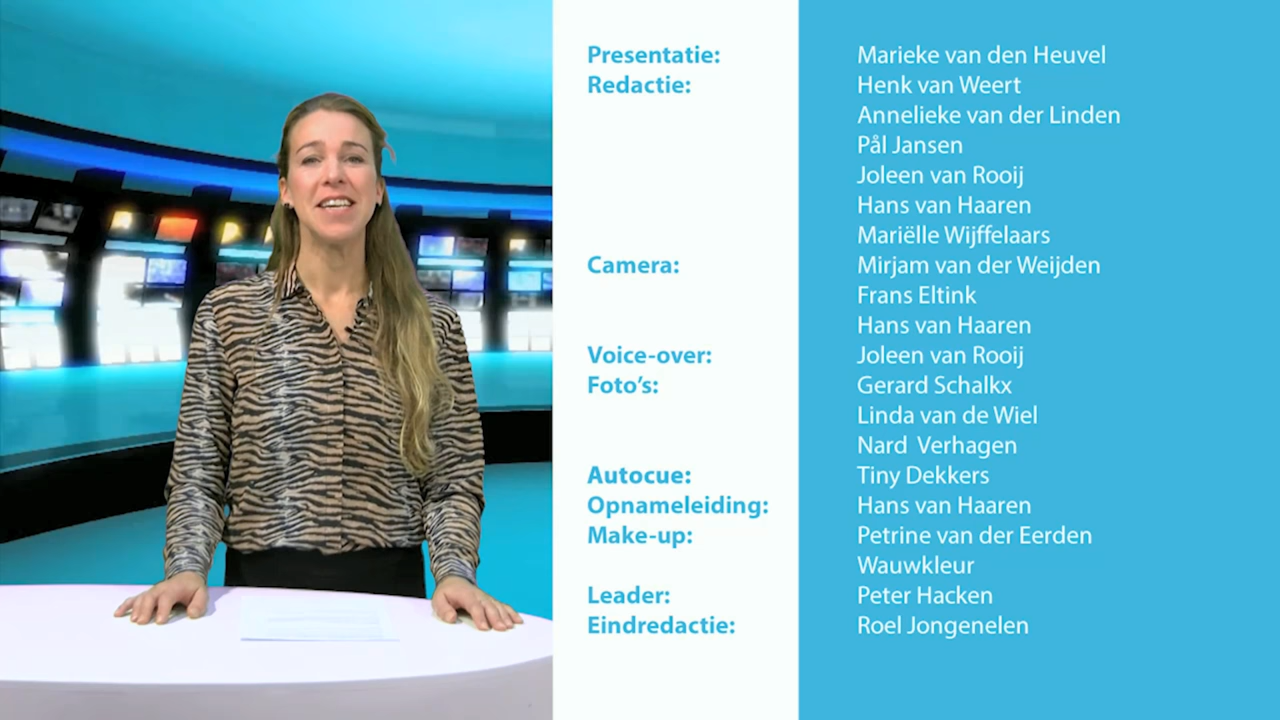 Presentatie: Marieke van den Heuvel
Redactie: Henk van Weert
Annelieke van der Linden
Pål Jansen
Joleen van Rooij
Hans van Haaren
Mariëlle Wijffelaars
Camera: Mirjam van der Weijden
Frans Eltink
Hans van Haaren
Voice-over: Joleen van Rooij
Foto's: Gerard Schalkx
Linda van de Wiel
Nard Verhagen
Autocue: Tiny Dekkers
Opnameleiding: Hans van Haaren
Make-up: Petrine van der Eerden
Wauwkleur
Leader: Peter Hacken
Eindredactie: Roel Jongenelen